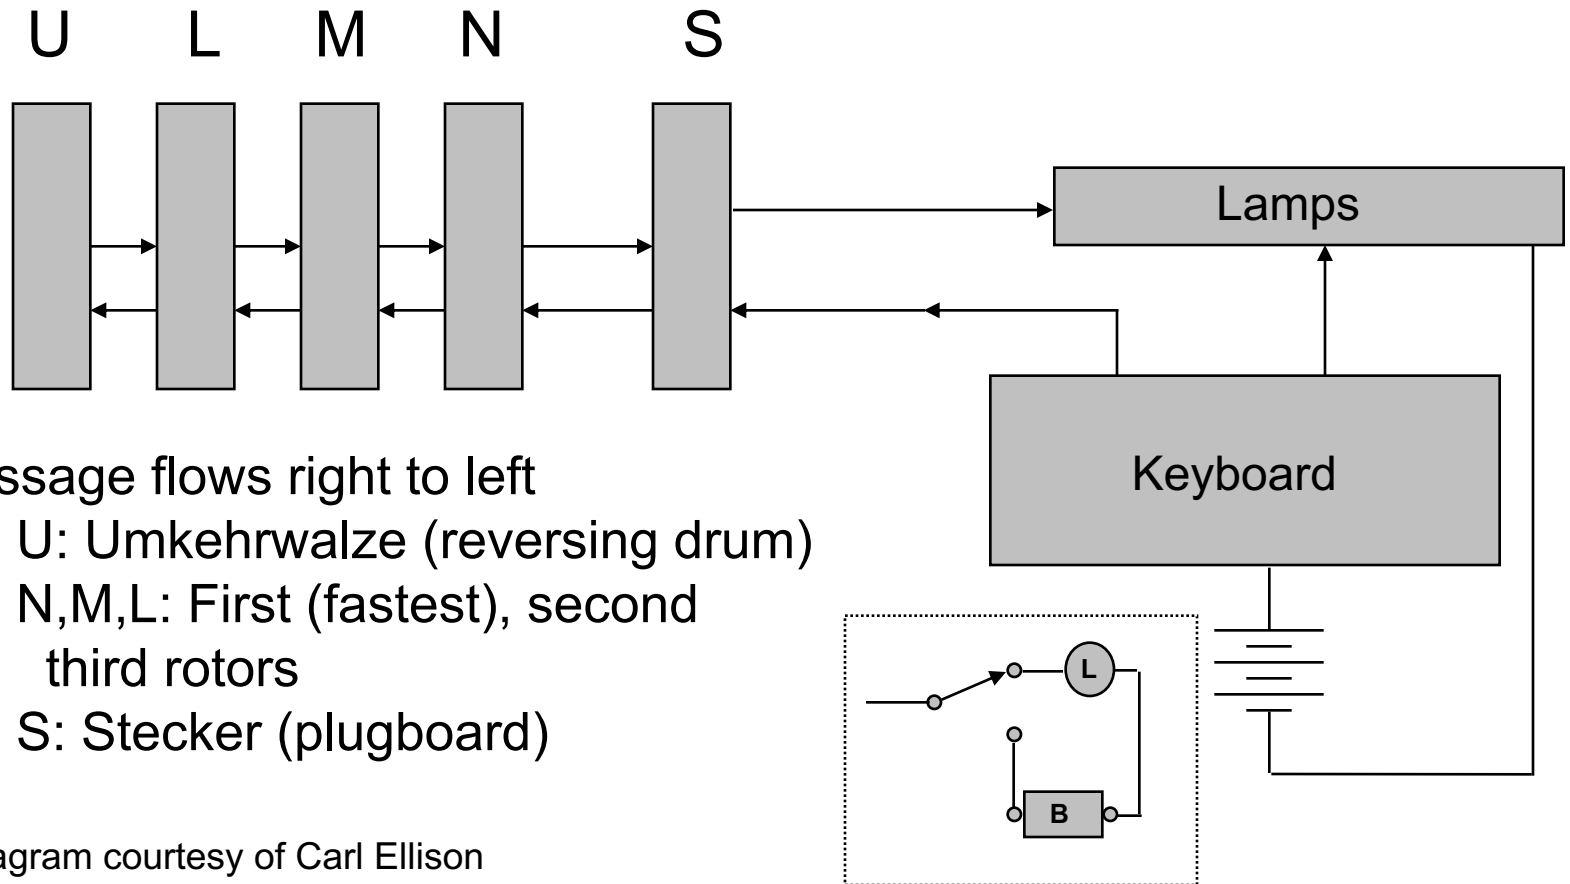 U L M N S
Lamps
Keyboard
ssage flows right to left
U: Umkehrwalze (reversing drum)
N,M,L: First (fastest), second
third rotors
S: Stecker (plugboard)
L
B
agram courtesy of Carl Ellison